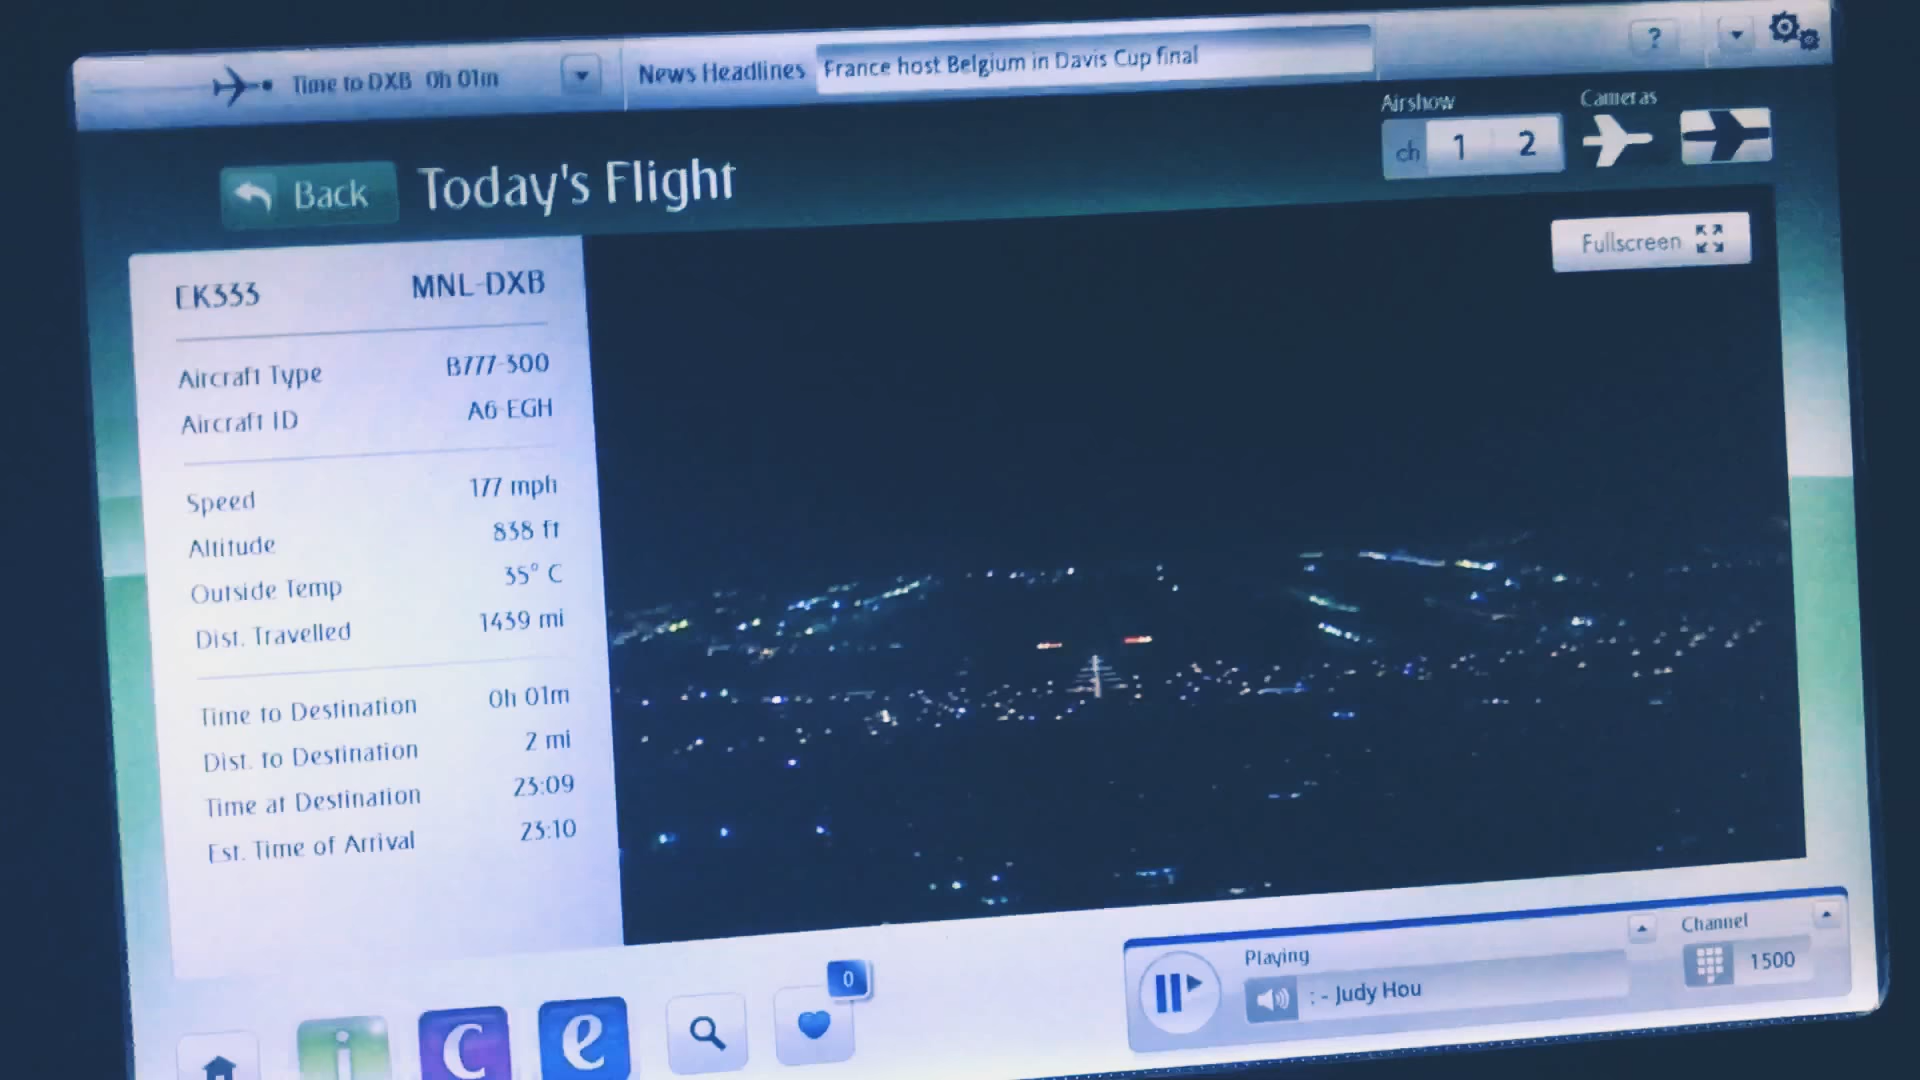 Time to DXB 0h 01m
News Headlines
France host Belgium in Davis Cup final
?
Airshow
ch 1 2
Cameras
Back
Today's Flight
Fullscreen
EK333 MNL-DXB
Aircraft Type B777-300
Aircraft ID A6-EGH
Speed 177 mph
Altitude 838 ft
Outside Temp 35° C
Dist. Travelled 1439 mi
Time to Destination 0h 01m
Dist. to Destination 2 mi
Time at Destination 23:09
Est. Time of Arrival 23:10
Playing
: - Judy Hou
Channel
1500
0
i
C
e